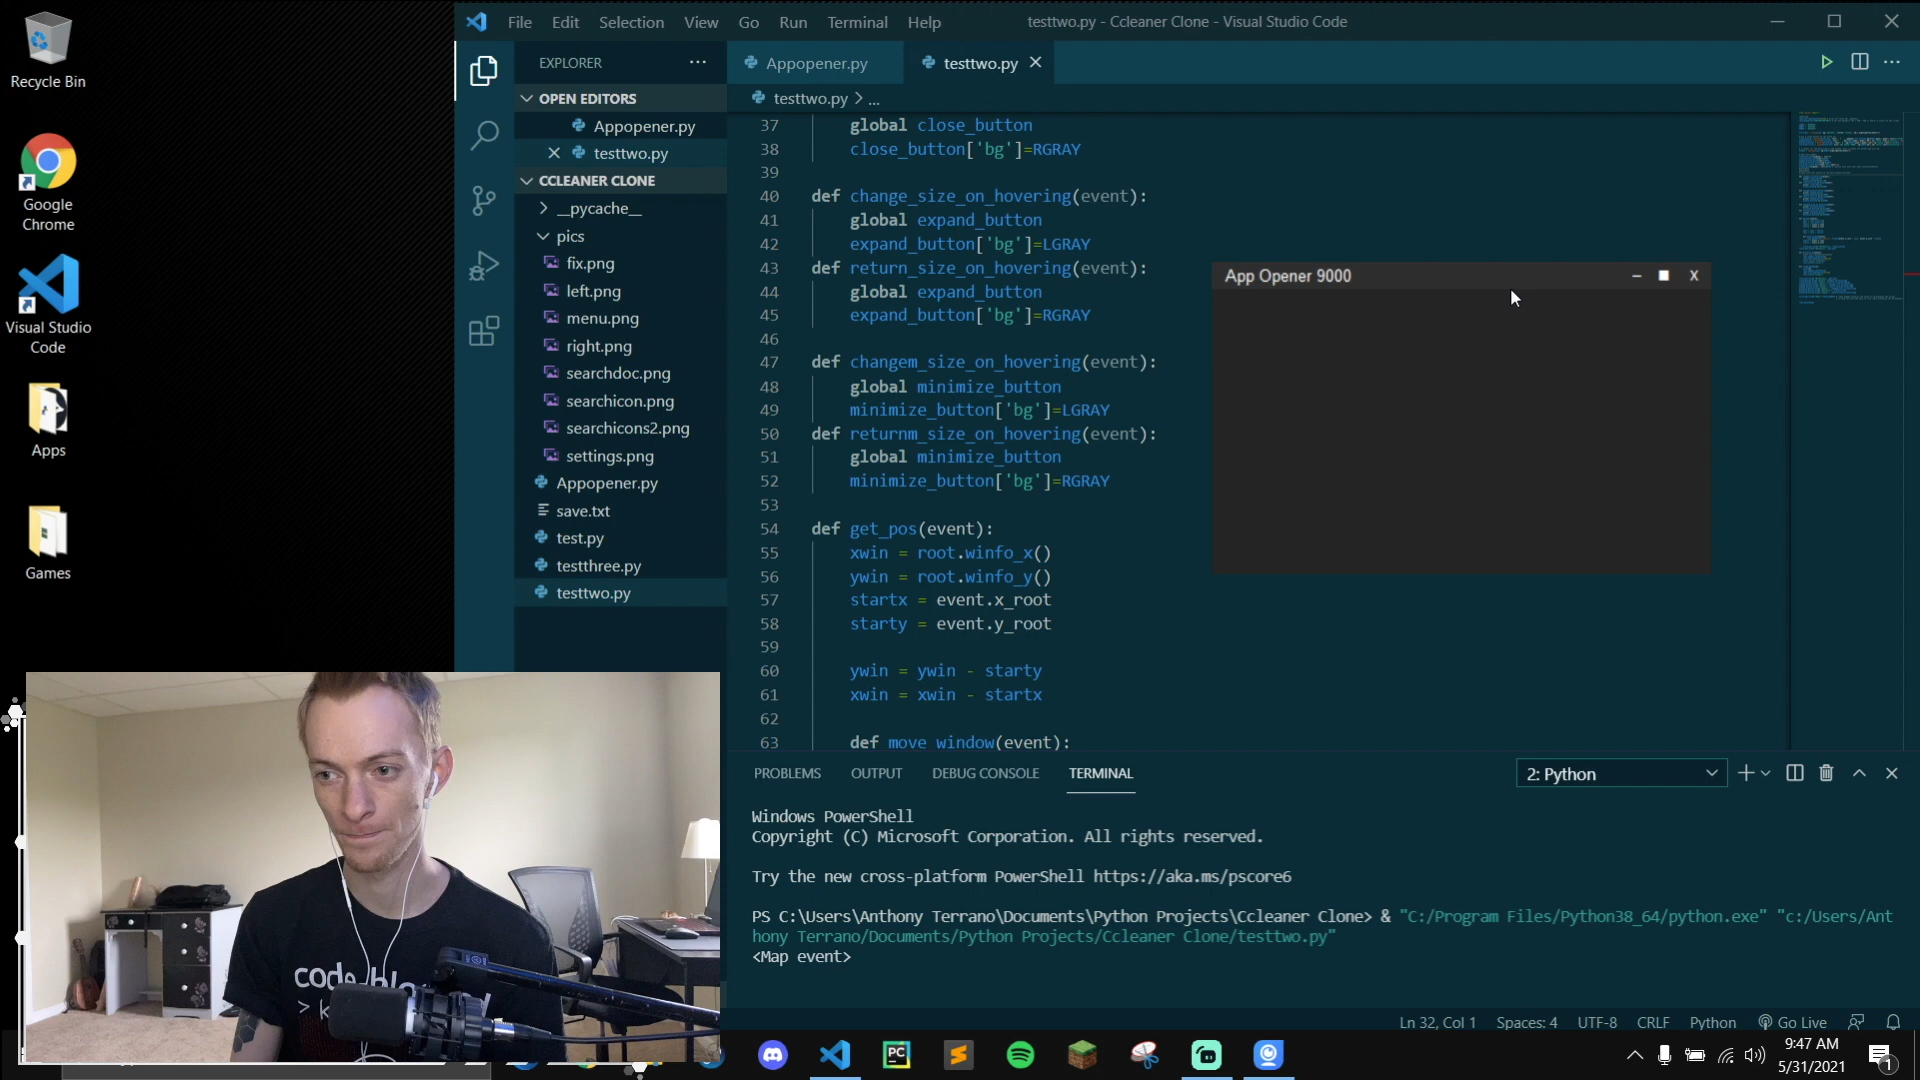 Recycle Bin
Google
Chrome
Visual Studio
Code
Apps
Games
File Edit Selection View Go Run Terminal Help
testtwo.py - Ccleaner Clone - Visual Studio Code
EXPLORER
OPEN EDITORS
Appopener.py
testtwo.py
CCLEANER CLONE
__pycache__
pics
fix.png
left.png
menu.png
right.png
searchdoc.png
searchicon.png
searchicons2.png
settings.png
Appopener.py
save.txt
test.py
testthree.py
testtwo.py
Appopener.py testtwo.py
testtwo.py > ...
37 global close_button
38 close_button['bg']=RGRAY
39
40 def change_size_on_hovering(event):
41 global expand_button
42 expand_button['bg']=LGRAY
43 def return_size_on_hovering(event):
44 global expand_button
45 expand_button['bg']=RGRAY
46
47 def changem_size_on_hovering(event):
48 global minimize_button
49 minimize_button['bg']=LGRAY
50 def returnm_size_on_hovering(event):
51 global minimize_button
52 minimize_button['bg']=RGRAY
53
54 def get_pos(event):
55 xwin = root.winfo_x()
56 ywin = root.winfo_y()
57 startx = event.x_root
58 starty = event.y_root
59
60 ywin = ywin - starty
61 xwin = xwin - startx
62
63 def move_window(event):
App Opener 9000
X
PROBLEMS OUTPUT DEBUG CONSOLE TERMINAL
2: Python
Windows PowerShell
Copyright (C) Microsoft Corporation. All rights reserved.
Try the new cross-platform PowerShell https://aka.ms/pscore6
PS C:\Users\Anthony Terrano\Documents\Python Projects\Ccleaner Clone> & "C:/Program Files/Python38_64/python.exe" "c:/Users/Ant
hony Terrano/Documents/Python Projects/Ccleaner Clone/testtwo.py"
<Map event>
Ln 32, Col 1 Spaces: 4 UTF-8 CRLF Python Go Live
PC
9:47 AM
5/31/2021
1